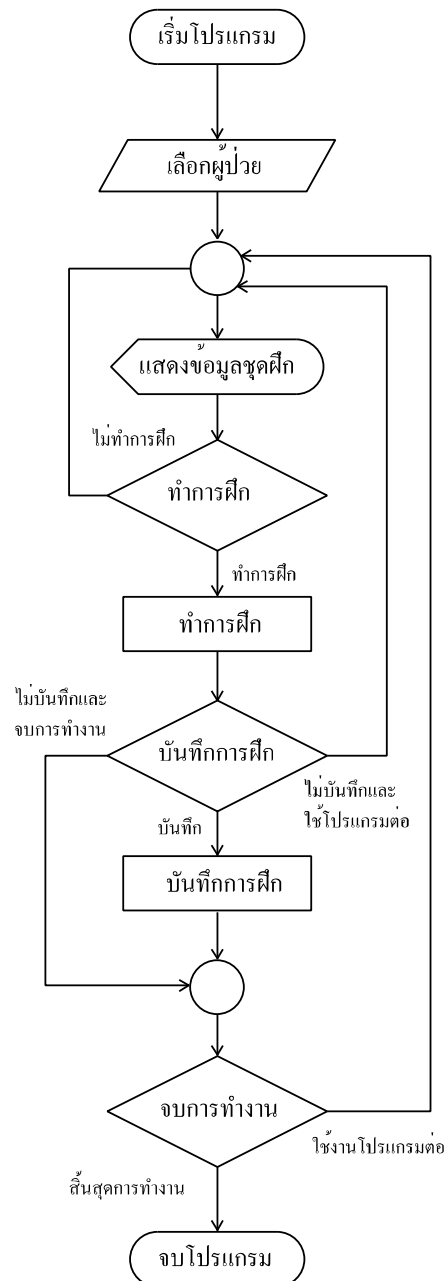 เริ่มโปรแกรม
เลือกผู้ป่วย
แสดงข้อมูลชุดฝึก
ไม่ทำการฝึก
ทำการฝึก
ทำการฝึก
ทำการฝึก
ไม่บันทึกและ
จบการทำงาน
บันทึกการฝึก
ไม่บันทึกและ
ใช้โปรแกรมต่อ
บันทึก
บันทึกการฝึก
จบการทำงาน
ใช้งานโปรแกรมต่อ
สิ้นสุดการทำงาน
จบโปรแกรม